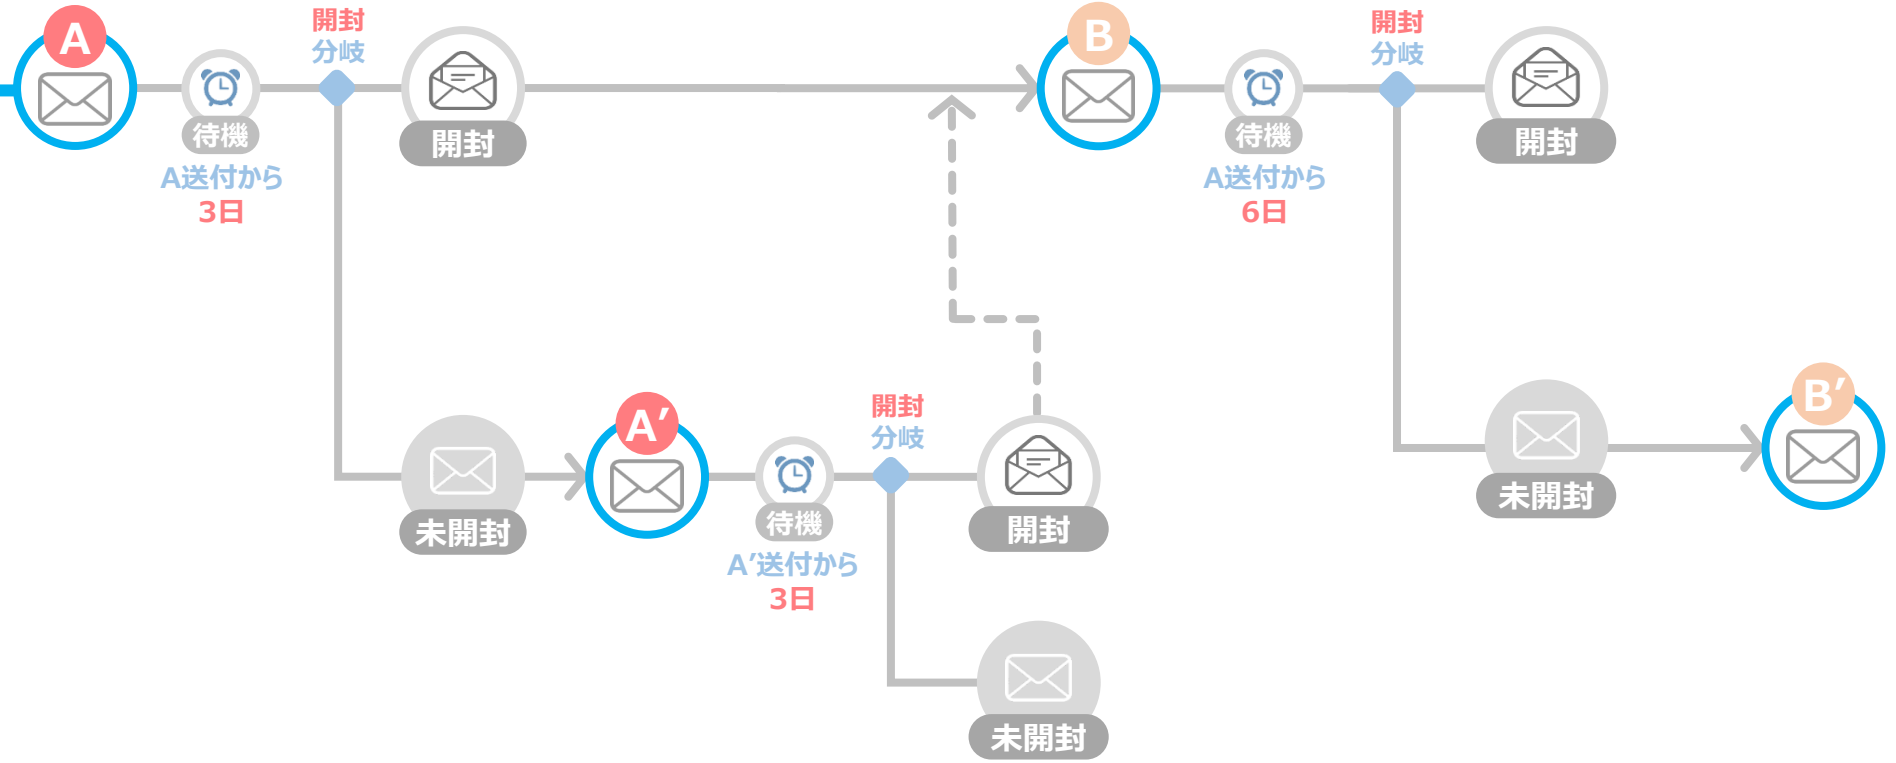 A
開封
分岐
待機
A送付から
3日
開封
B
開封
分岐
待機
A送付から
6日
開封
未開封
A′
開封
分岐
待機
A′送付から
3日
開封
未開封
未開封
B′